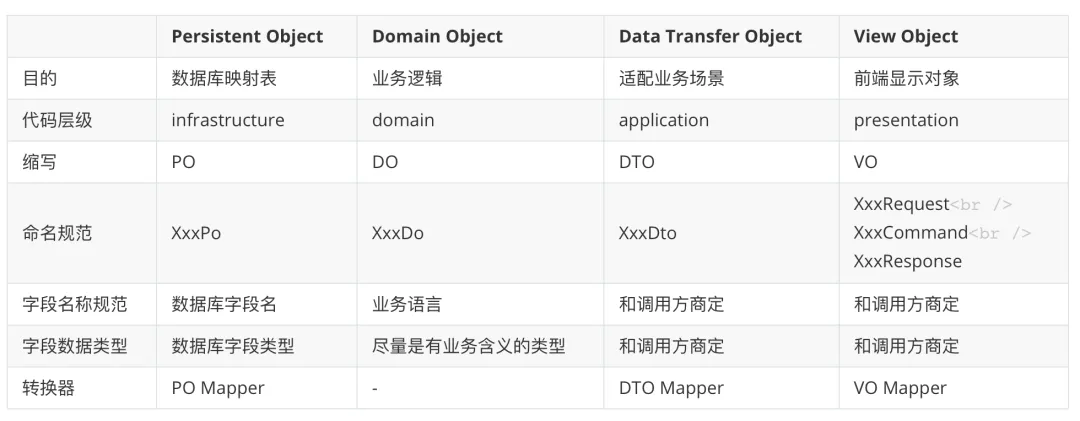 Persistent Object Domain Object Data Transfer Object View Object
目的 数据库映射表 业务逻辑 适配业务场景 前端显示对象
代码层级 infrastructure domain application presentation
缩写 PO DO DTO VO
命名规范 XxxPo XxxDo XxxDto XxxRequest<br />
XxxCommand<br />
XxxResponse
字段名称规范 数据库字段名 业务语言 和调用方商定 和调用方商定
字段数据类型 数据库字段类型 尽量是有业务含义的类型 和调用方商定 和调用方商定
转换器 PO Mapper - DTO Mapper VO Mapper